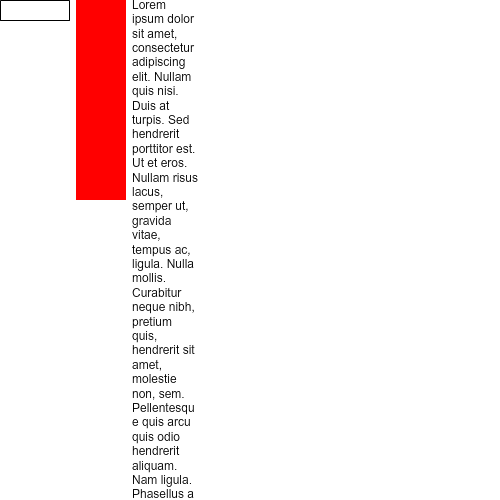 Lorem
ipsum dolor
sit amet,
consectetur
adipiscing
elit. Nullam
quis nisi.
Duis at
turpis. Sed
hendrerit
porttitor est.
Ut et eros.
Nullam risus
lacus,
semper ut,
gravida
vitae,
tempus ac,
ligula. Nulla
mollis.
Curabitur
neque nibh,
pretium
quis,
hendrerit sit
amet,
molestie
non, sem.
Pellentesqu
e quis arcu
quis odio
hendrerit
aliquam.
Nam ligula.
Phasellus a